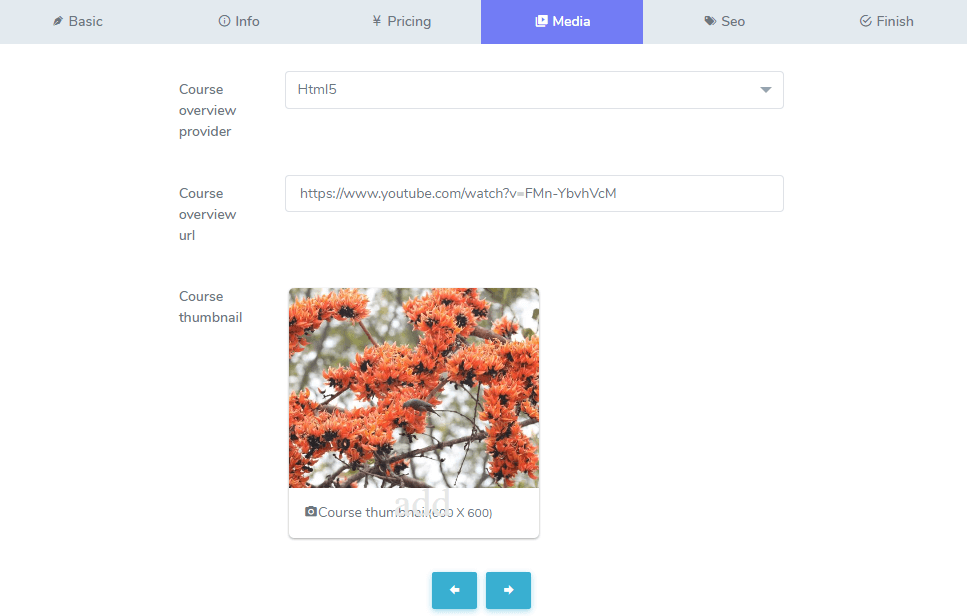 Basic
Info
¥ Pricing
Media
Seo
Finish
Course
overview
provider
Html5
Course
overview
url
https://www.youtube.com/watch?v=FMn-YbvhVcM
Course
thumbnail
add
Course thumbnail(600 X 600)